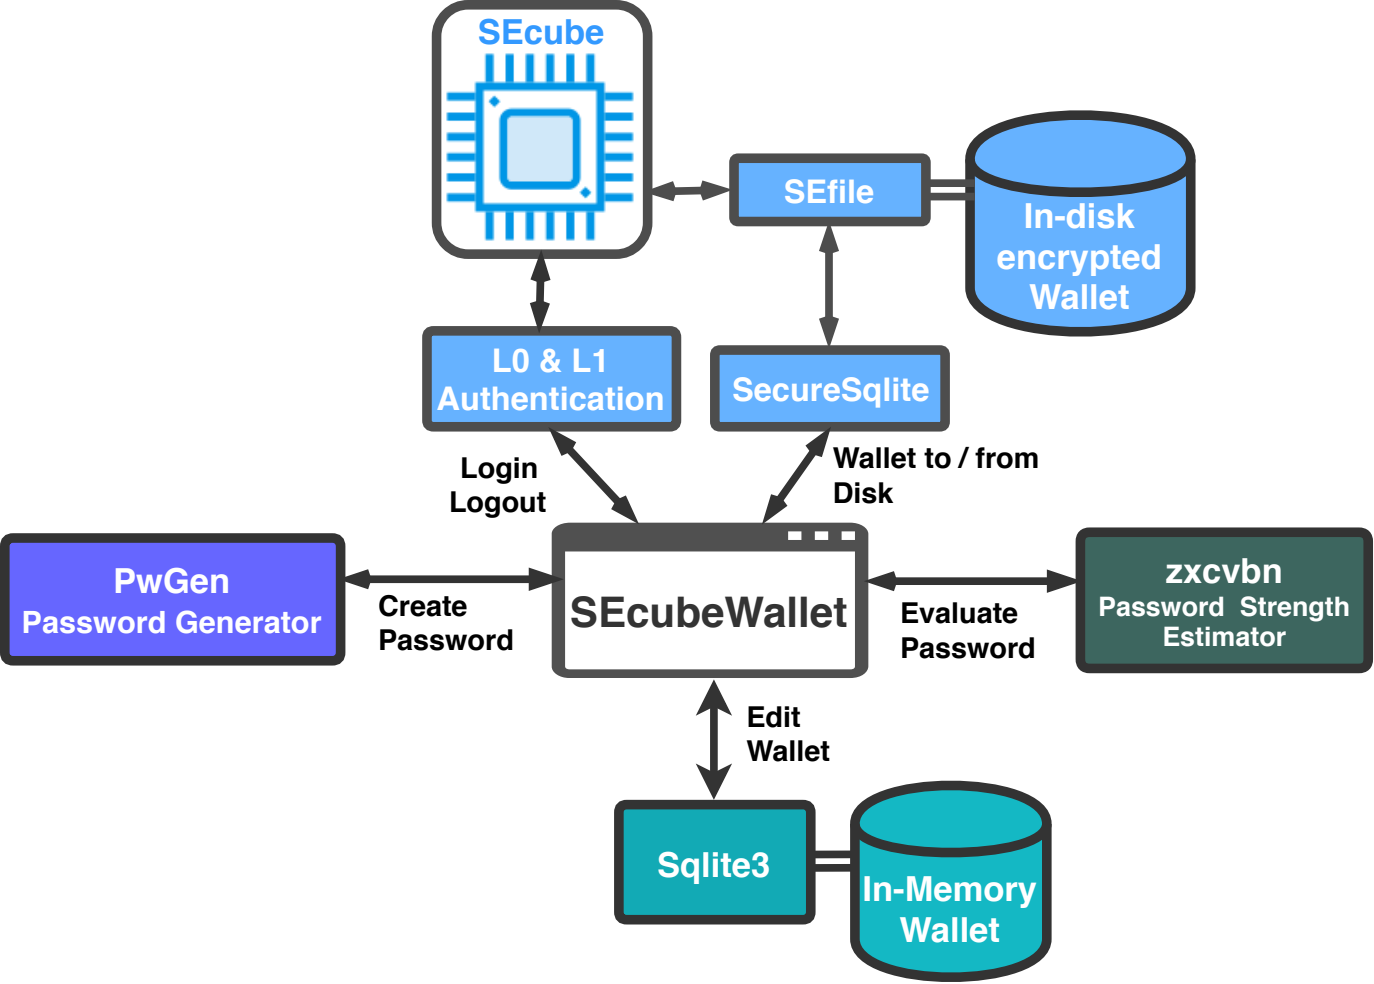 SEcube
SEfile
In-disk
encrypted
Wallet
L0 & L1
Authentication
SecureSqlite
Login
Logout
Wallet to / from
Disk
PwGen
Password Generator
Create
Password
SEcubeWallet
Evaluate
Password
zxcvbn
Password Strength
Estimator
Edit
Wallet
Sqlite3
In-Memory
Wallet